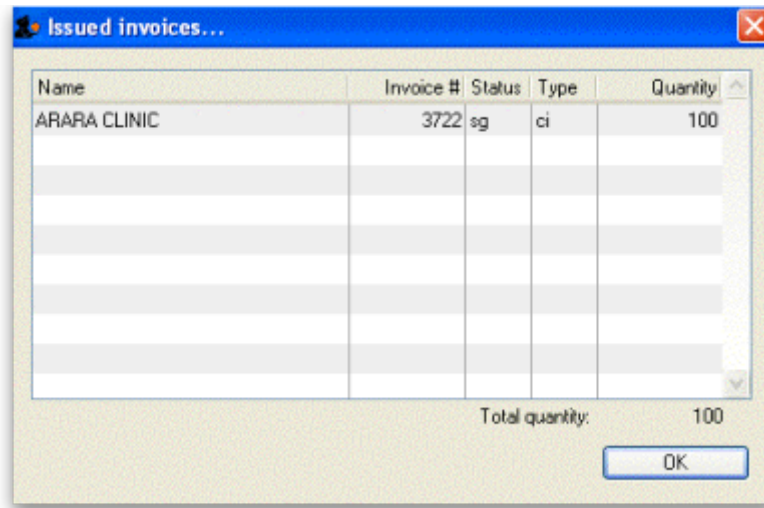 Issued invoices...
Name Invoice # Status Type Quantity
ARARA CLINIC 3722 sg ci 100
Total quantity: 100
OK